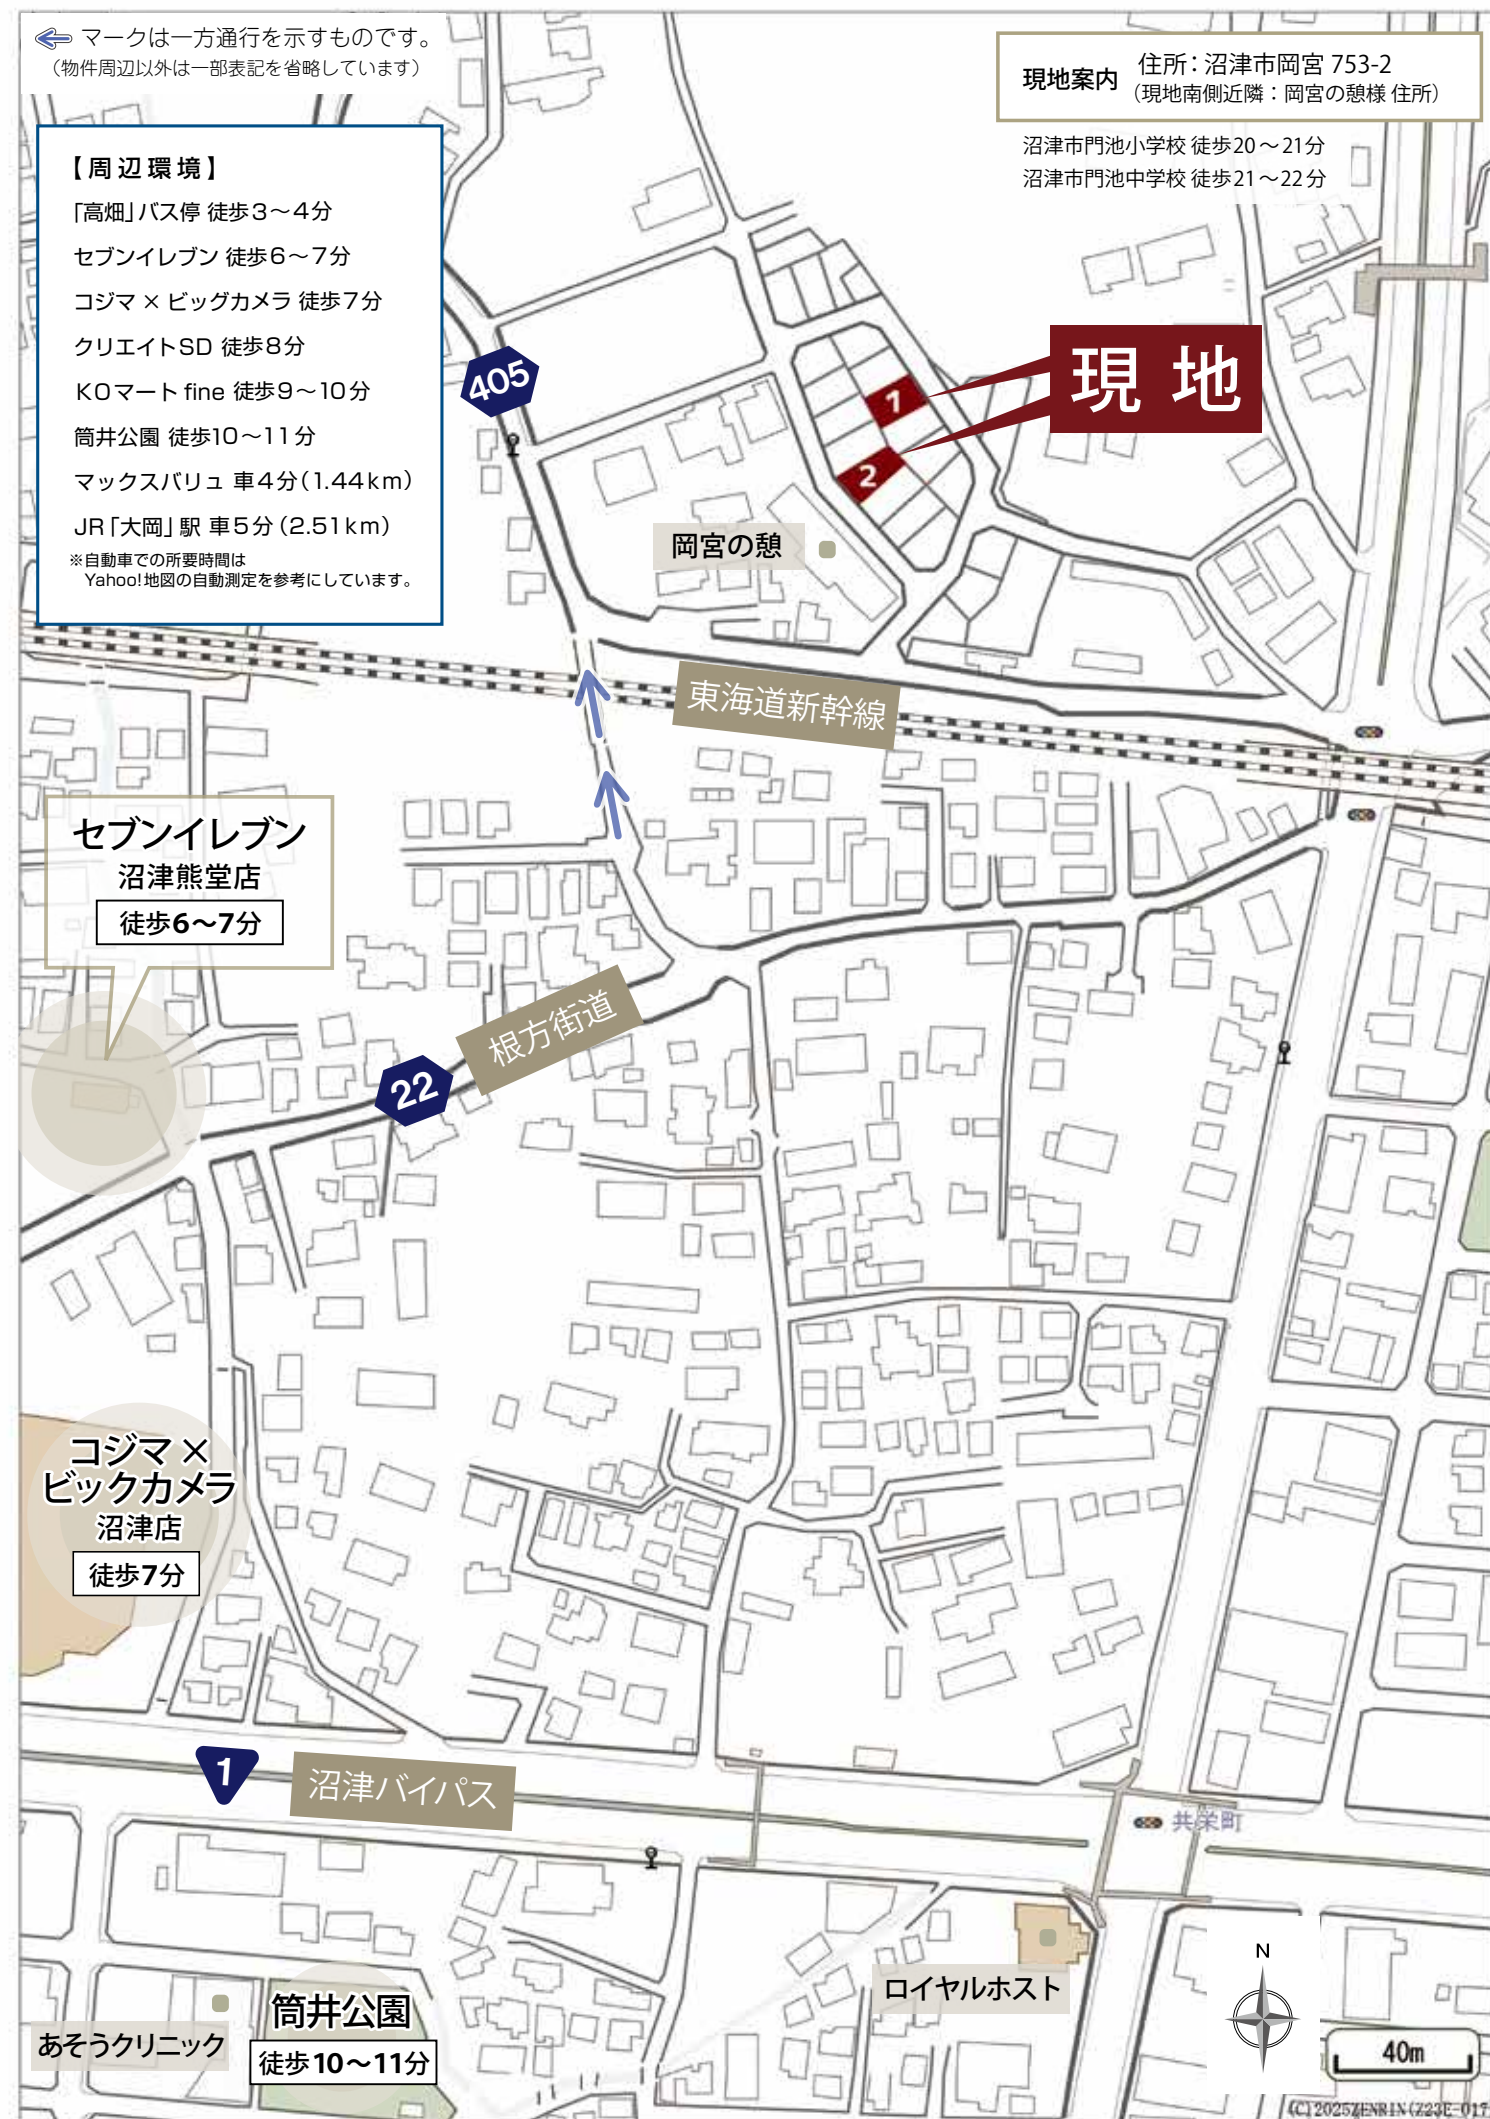 マークは一方通行を示すものです。
（物件周辺以外は一部表記を省略しています）
現地案内
住所：沼津市岡宮 753-2
（現地南側近隣：岡宮の憩様 住所）
沼津市門池小学校 徒歩20～21分
沼津市門池中学校 徒歩21～22分
【周辺環境】
「高畑」バス停 徒歩3～4分
セブンイレブン 徒歩6～7分
コジマ × ビッグカメラ 徒歩7分
クリエイトSD 徒歩8分
KOマート fine 徒歩9～10分
筒井公園 徒歩10～11分
マックスバリュ 車4分(1.44km)
JR「大岡」駅 車5分(2.51km)
※自動車での所要時間は
Yahoo!地図の自動測定を参考にしています。
405
現 地
1
2
岡宮の憩
東海道新幹線
セブンイレブン
沼津熊堂店
徒歩6～7分
根方街道
22
コジマ ×
ビックカメラ
沼津店
徒歩7分
1
沼津バイパス
共栄町
ロイヤルホスト
あそうクリニック
筒井公園
徒歩10～11分
N
40m
(C) 2025ZENRIN (Z23E-017